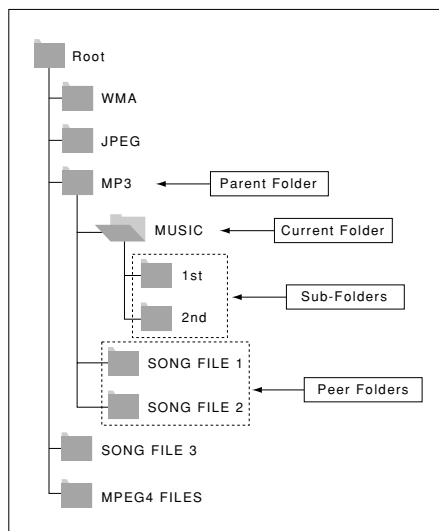 Root
WMA
JPEG
MP3
Parent Folder
MUSIC
Current Folder
1st
Sub-Folders
2nd
SONG FILE 1
Peer Folders
SONG FILE 2
SONG FILE 3
MPEG4 FILES